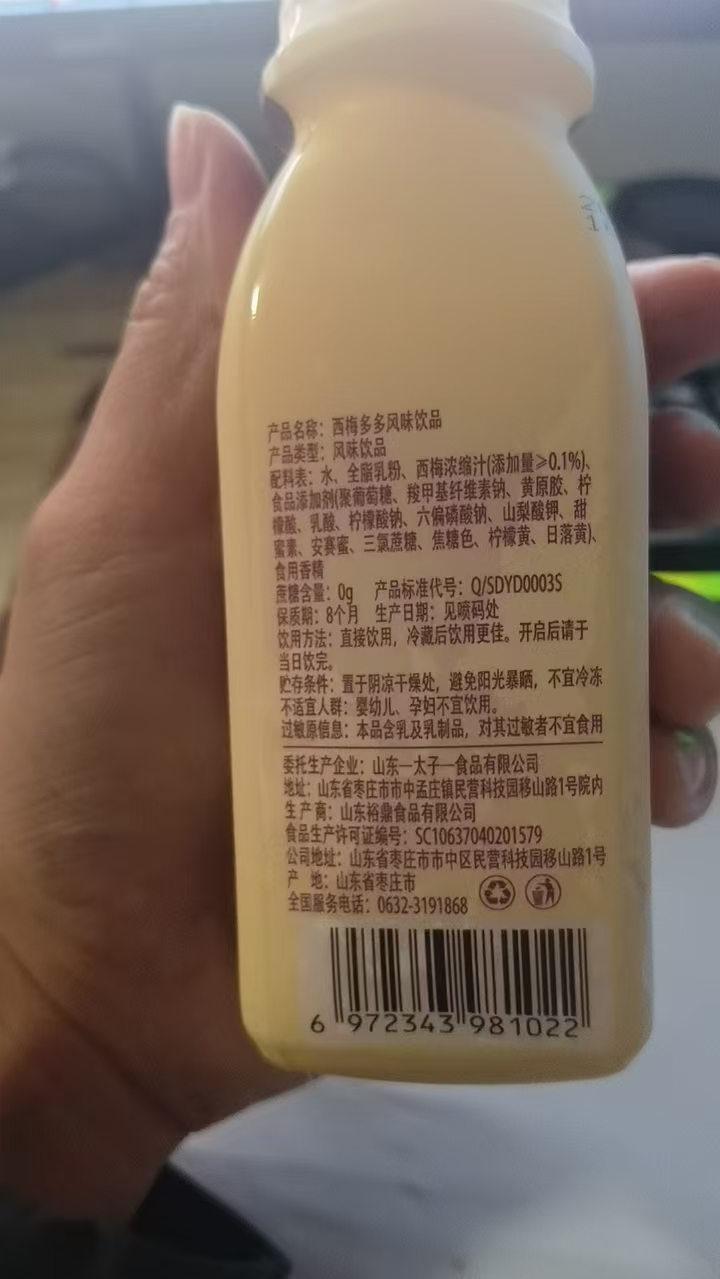 产品名称：西梅多多风味饮品
产品类型：风味饮品
配料表：水、全脂乳粉、西梅浓缩汁(添加量≥0.1%)、
食品添加剂(聚葡萄糖、羧甲基纤维素钠、黄原胶、柠
檬酸、乳酸、柠檬酸钠、六偏磷酸钠、山梨酸钾、甜
蜜素、安赛蜜、三氯蔗糖、焦糖色、柠檬黄、日落黄)、
食用香精
蔗糖含量：0g 产品标准代号：Q/SDYD0003S
保质期：8个月 生产日期：见喷码处
饮用方法：直接饮用，冷藏后饮用更佳。开启后请于
当日饮完。
贮存条件：置于阴凉干燥处，避免阳光暴晒，不宜冷冻
不适宜人群：婴幼儿、孕妇不宜饮用。
过敏原信息：本品含乳及乳制品，对其过敏者不宜食用
委托生产企业：山东一太子一食品有限公司
地址：山东省枣庄市市中孟庄镇民营科技园移山路1号院内
生产商：山东裕鼎食品有限公司
食品生产许可证编号：SC10637040201579
公司地址：山东省枣庄市市中区民营科技园移山路1号
产 地：山东省枣庄市
全国服务电话：0632-3191868
6 972343 981022